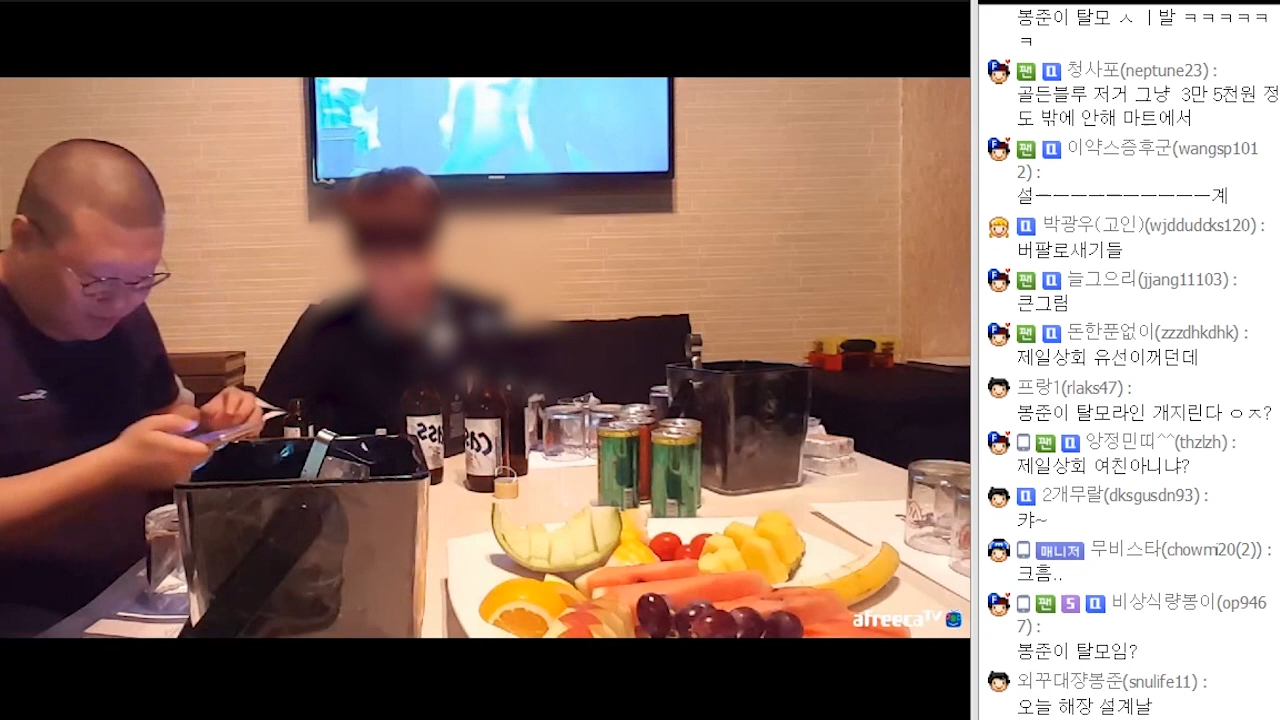 봉준이 탈모 ㅅ ㅣ발 ㅋㅋㅋㅋㅋ
ㅋ
팬 청사포(neptune23) :
골든블루 저거 그냥 3만 5천원 정
도 밖에 안해 마트에서
팬 이약스증후군(wangsp101
2) :
설ㅡㅡㅡㅡㅡㅡㅡㅡㅡㅡ계
박광우(고인)(wjddudcks120) :
버팔로새기들
팬 늘그으리(jjang11103) :
큰그림
팬 돈한푼없이(zzzdhkdhk) :
제일상회 유선이꺼던데
프랑1(rlaks47) :
봉준이 탈모라인 개지린다 ㅇㅈ?
팬 양정민띠^^(thzlzh) :
제일상회 여친아니냐?
2개무랄(dksgusdn93) :
캬~
매니저 무비스타(chowmi20(2)) :
크흠..
팬 S 비상식량봉이(op946
7) :
봉준이 탈모임?
외꾸대장봉준(snulife11) :
오늘 해장 설계날
Cass
afreecaTV